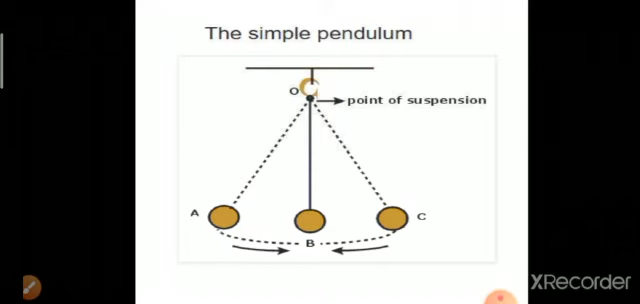 The simple pendulum
O
point of suspension
A
C
B
XRecorder